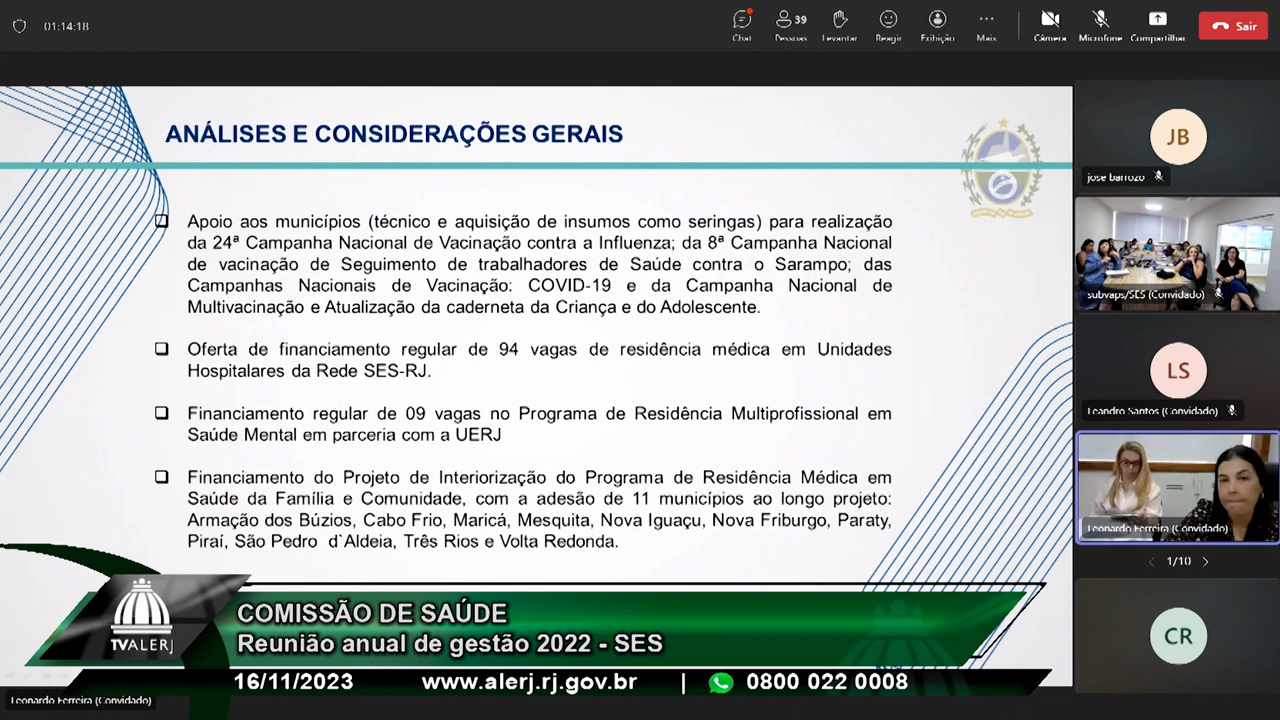 01:14:18
Chat
39
Pessoas
Levantar
Reagir
Exibição
Mais
Câmera
Microfone
Compartilhar
Sair
ANÁLISES E CONSIDERAÇÕES GERAIS
Apoio aos municípios (técnico e aquisição de insumos como seringas) para realização
da 24ª Campanha Nacional de Vacinação contra a Influenza; da 8ª Campanha Nacional
de vacinação de Seguimento de trabalhadores de Saúde contra o Sarampo; das
Campanhas Nacionais de Vacinação: COVID-19 e da Campanha Nacional de
Multivacinação e Atualização da caderneta da Criança e do Adolescente.
Oferta de financiamento regular de 94 vagas de residência médica em Unidades
Hospitalares da Rede SES-RJ.
Financiamento regular de 09 vagas no Programa de Residência Multiprofissional em
Saúde Mental em parceria com a UERJ
Financiamento do Projeto de Interiorização do Programa de Residência Médica em
Saúde da Família e Comunidade, com a adesão de 11 municípios ao longo projeto:
Armação dos Búzios, Cabo Frio, Maricá, Mesquita, Nova Iguaçu, Nova Friburgo, Paraty,
Piraí, São Pedro d`Aldeia, Três Rios e Volta Redonda.
JB
jose barrozo
subvaps/SES (Convidado)
LS
Leandro Santos (Convidado)
Leonardo Ferreira (Convidado)
1/10
CR
TVALERJ
COMISSÃO DE SAÚDE
Reunião anual de gestão 2022 - SES
16/11/2023 www.alerj.rj.gov.br | 0800 022 0008
Leonardo Ferreira (Convidado)